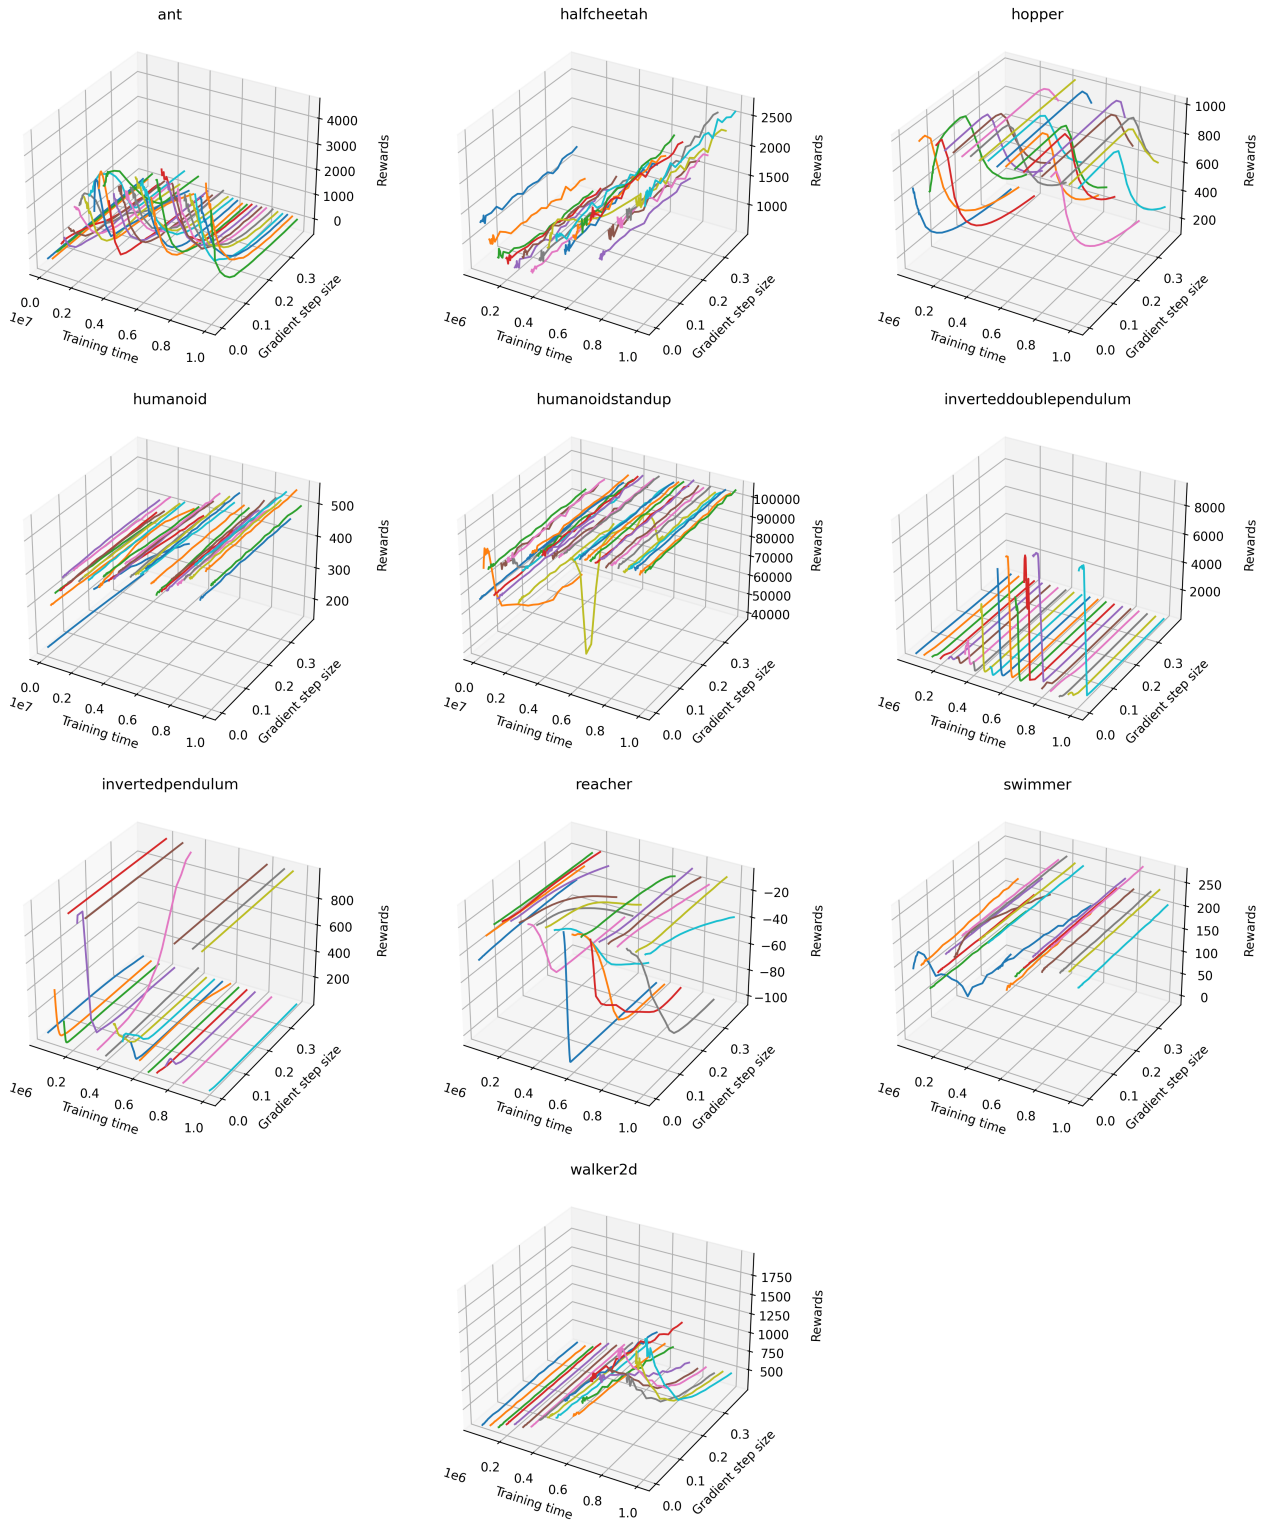 ant
halfcheetah
hopper
4000
3000
2000
1000
0
Rewards
0.0
0.2
0.4
0.6
0.8
1.0
1e7
Training time
0.0
0.1
0.2
0.3
Gradient step size
2500
2000
1500
1000
Rewards
0.2
0.4
0.6
0.8
1.0
1e6
Training time
0.0
0.1
0.2
0.3
Gradient step size
1000
800
600
400
200
Rewards
0.2
0.4
0.6
0.8
1.0
1e6
Training time
0.0
0.1
0.2
0.3
Gradient step size
humanoid
humanoidstandup
inverteddoublependulum
500
400
300
200
Rewards
0.0
0.2
0.4
0.6
0.8
1.0
1e7
Training time
0.0
0.1
0.2
0.3
Gradient step size
100000
90000
80000
70000
60000
50000
40000
Rewards
0.0
0.2
0.4
0.6
0.8
1.0
1e7
Training time
0.0
0.1
0.2
0.3
Gradient step size
8000
6000
4000
2000
Rewards
0.2
0.4
0.6
0.8
1.0
1e6
Training time
0.0
0.1
0.2
0.3
Gradient step size
invertedpendulum
reacher
swimmer
800
600
400
200
Rewards
0.2
0.4
0.6
0.8
1.0
1e6
Training time
0.0
0.1
0.2
0.3
Gradient step size
−20
−40
−60
−80
−100
Rewards
0.2
0.4
0.6
0.8
1.0
1e6
Training time
0.0
0.1
0.2
0.3
Gradient step size
250
200
150
100
50
0
Rewards
0.2
0.4
0.6
0.8
1.0
1e6
Training time
0.0
0.1
0.2
0.3
Gradient step size
walker2d
1750
1500
1250
1000
750
500
Rewards
0.2
0.4
0.6
0.8
1.0
1e6
Training time
0.0
0.1
0.2
0.3
Gradient step size